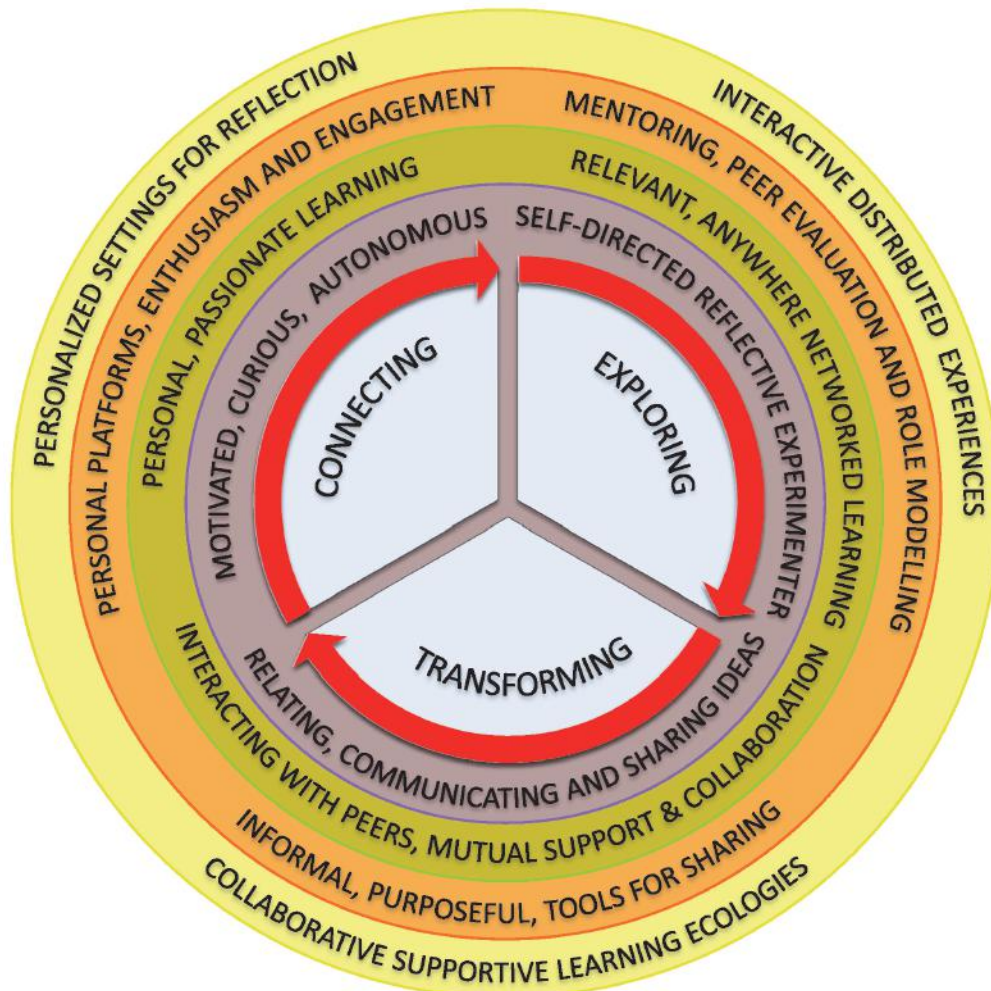 PERSONALIZED SETTINGS FOR REFLECTION
INTERACTIVE DISTRIBUTED EXPERIENCES
COLLABORATIVE SUPPORTIVE LEARNING ECOLOGIES
PERSONAL PLATFORMS, ENTHUSIASM AND ENGAGEMENT
MENTORING, PEER EVALUATION AND ROLE MODELLING
INFORMAL, PURPOSEFUL, TOOLS FOR SHARING
PERSONAL, PASSIONATE LEARNING
RELEVANT, ANYWHERE NETWORKED LEARNING
INTERACTING WITH PEERS, MUTUAL SUPPORT & COLLABORATION
MOTIVATED, CURIOUS, AUTONOMOUS
SELF-DIRECTED REFLECTIVE EXPERIMENTER
RELATING, COMMUNICATING AND SHARING IDEAS
CONNECTING
EXPLORING
TRANSFORMING